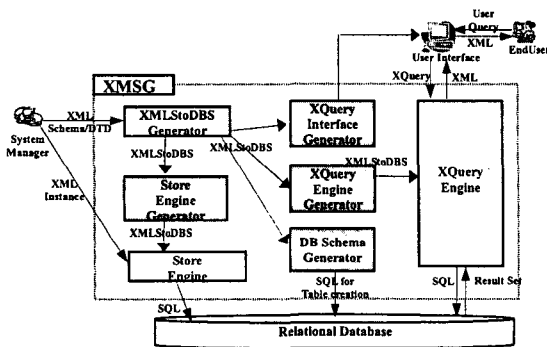 User
Query
XML
EndUser
User Interface
XQuery
XML
XMSG
XML
Schema/DTD
System
Manager
XMLStoDBS
Generator
XQuery
Interface
Generator
XMLStoDBS
XMLStoDBS
XMLStoDBS
XQuery
Engine
Generator
XQuery
Engine
Store
Engine
Generator
XML
Instance
XMLStoDBS
DB Schema
Generator
Store
Engine
SQL for
Table creation
SQL
Result Set
SQL
Relational Database